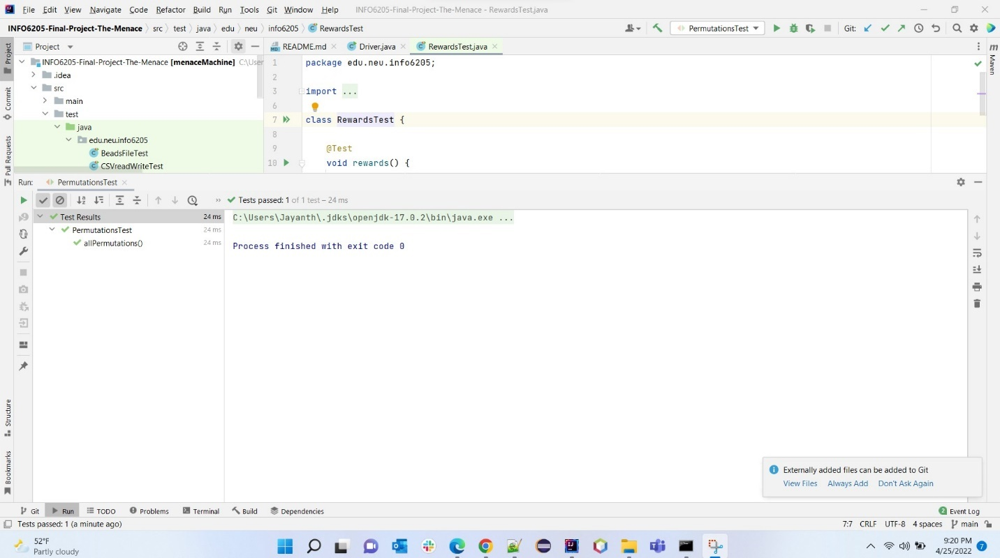 File Edit View Navigate Code Refactor Build Run Tools Git Window Help INFO6205-Final-Project-The-Menace - RewardsTest.java
INFO6205-Final-Project-The-Menace src test java edu neu info6205 RewardsTest PermutationsTest Git:
Project
Commit
Pull Requests
Structure
Bookmarks
Project
INFO6205-Final-Project-The-Menace [menaceMachine] C:\User
.idea
src
main
test
java
edu.neu.info6205
BeadsFileTest
CSVreadWriteTest
README.md Driver.java RewardsTest.java
1 package edu.neu.info6205;
2
3 import ...
6
7 class RewardsTest {
8
9 @Test
10 void rewards() {
m
Maven
Run: PermutationsTest
Tests passed: 1 of 1 test – 24 ms
Test Results 24 ms
PermutationsTest 24 ms
allPermutations() 24 ms
C:\Users\Jayanth\.jdks\openjdk-17.0.2\bin\java.exe ...
Process finished with exit code 0
Externally added files can be added to Git
View Files Always Add Don't Ask Again
Git Run TODO Problems Terminal Build Dependencies 2 Event Log
Tests passed: 1 (a minute ago) 7:7 CRLF UTF-8 4 spaces main
52°F
Partly cloudy
9:20 PM
4/25/2022
7